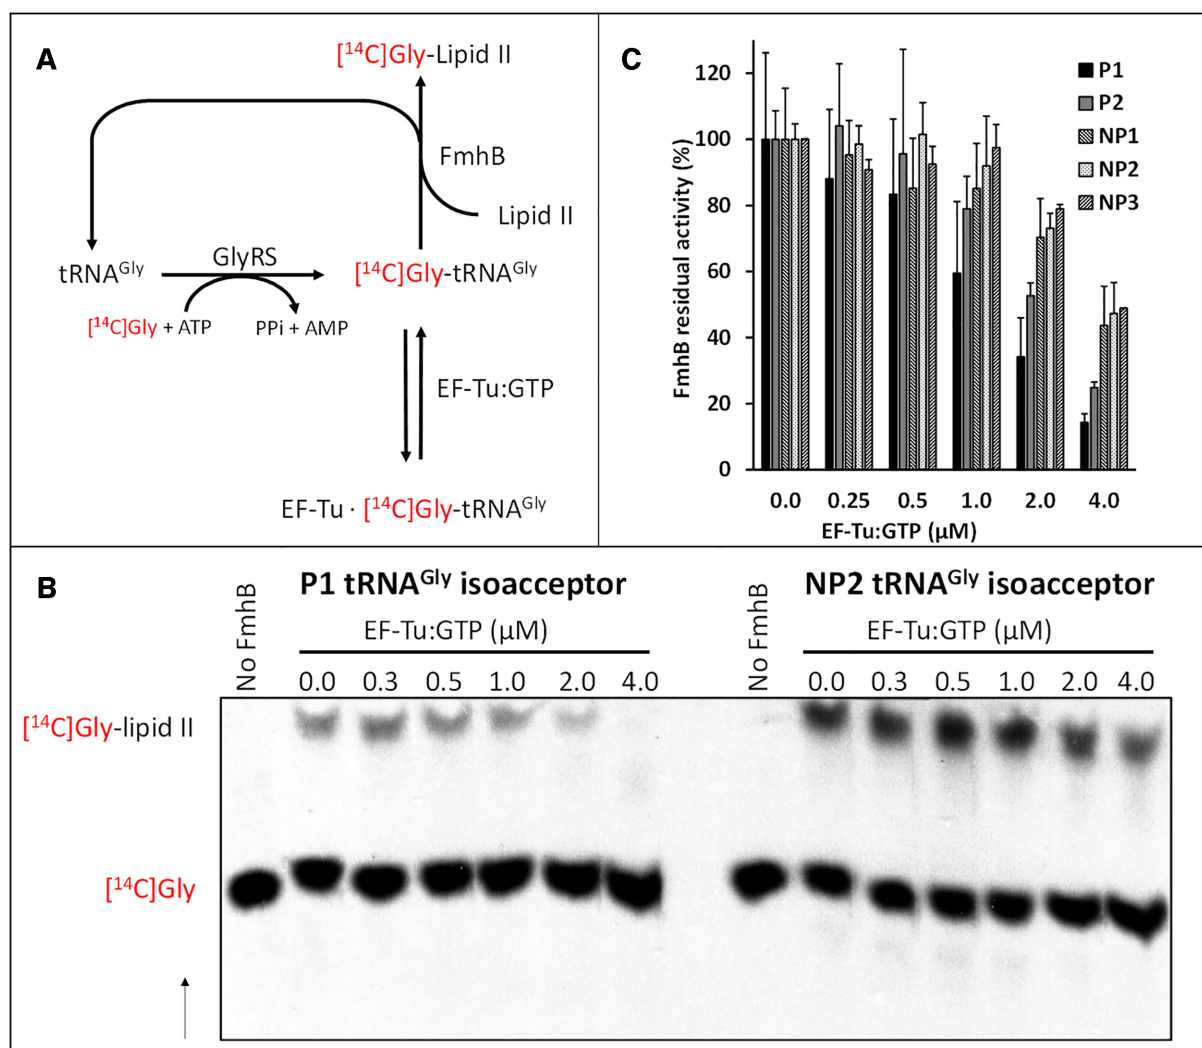 A
[¹⁴C]Gly-Lipid II
FmhB
Lipid II
tRNAᴳˡʸ
GlyRS
[¹⁴C]Gly-tRNAᴳˡʸ
[¹⁴C]Gly + ATP
PPi + AMP
EF-Tu:GTP
EF-Tu · [¹⁴C]Gly-tRNAᴳˡʸ
C
FmhB residual activity (%)
120
100
80
60
40
20
0
P1
P2
NP1
NP2
NP3
0.0 0.25 0.5 1.0 2.0 4.0
EF-Tu:GTP (µM)
B
P1 tRNAᴳˡʸ isoacceptor
No FmhB
EF-Tu:GTP (µM)
0.0 0.3 0.5 1.0 2.0 4.0
NP2 tRNAᴳˡʸ isoacceptor
No FmhB
EF-Tu:GTP (µM)
0.0 0.3 0.5 1.0 2.0 4.0
[¹⁴C]Gly-lipid II
[¹⁴C]Gly